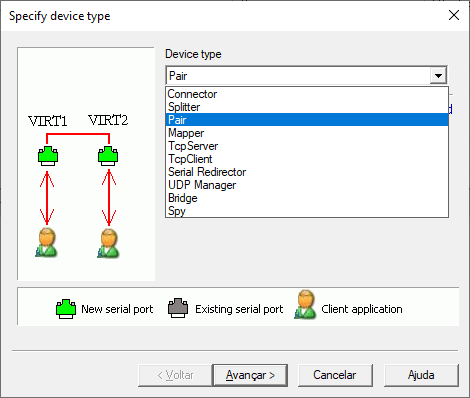 Specify device type
Device type
Pair
VIRT1 VIRT2
Connector
Splitter
Pair
Mapper
TcpServer
TcpClient
Serial Redirector
UDP Manager
Bridge
Spy
New serial port Existing serial port Client application
< Voltar Avançar > Cancelar Ajuda